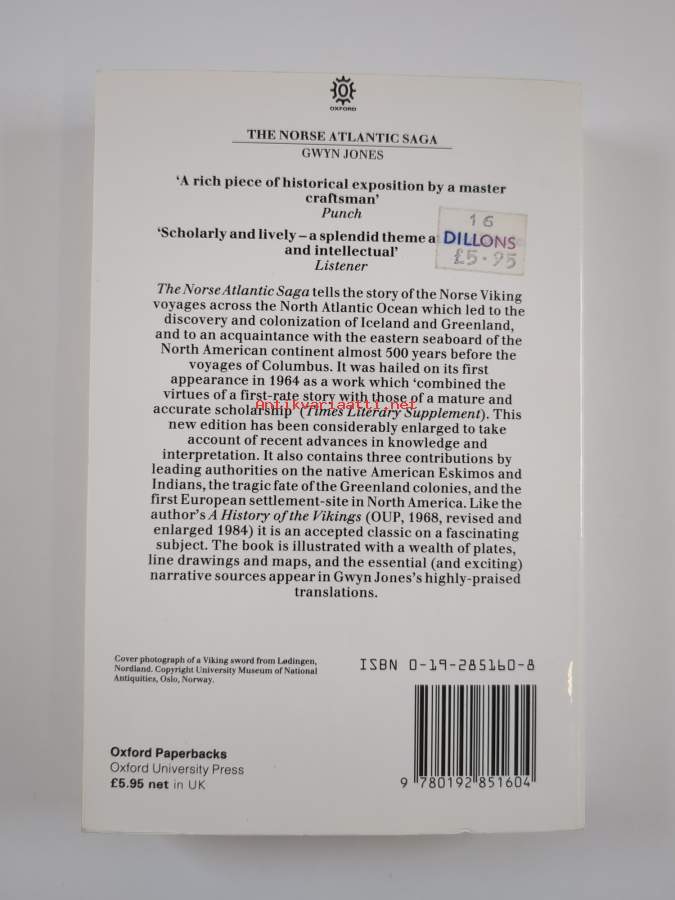 OXFORD
THE NORSE ATLANTIC SAGA
GWYN JONES
'A rich piece of historical exposition by a master
craftsman'
Punch
'Scholarly and lively – a splendid theme
and intellectual'
Listener
16
DILLONS
£5·95
The Norse Atlantic Saga tells the story of the Norse Viking
voyages across the North Atlantic Ocean which led to the
discovery and colonization of Iceland and Greenland,
and to an acquaintance with the eastern seaboard of the
North American continent almost 500 years before the
voyages of Columbus. It was hailed on its first
appearance in 1964 as a work which 'combined the
virtues of a first-rate story with those of a mature and
accurate scholarship' (Times Literary Supplement). This
Antikvariaatti.net
new edition has been considerably enlarged to take
account of recent advances in knowledge and
interpretation. It also contains three contributions by
leading authorities on the native American Eskimos and
Indians, the tragic fate of the Greenland colonies, and the
first European settlement-site in North America. Like the
author's A History of the Vikings (OUP, 1968, revised and
enlarged 1984) it is an accepted classic on a fascinating
subject. The book is illustrated with a wealth of plates,
line drawings and maps, and the essential (and exciting)
narrative sources appear in Gwyn Jones's highly-praised
translations.
Cover photograph of a Viking sword from Lødingen,
Nordland. Copyright University Museum of National
Antiquities, Oslo, Norway.
ISBN 0-19-285160-8
Oxford Paperbacks
Oxford University Press
£5.95 net in UK
9 780192 851604